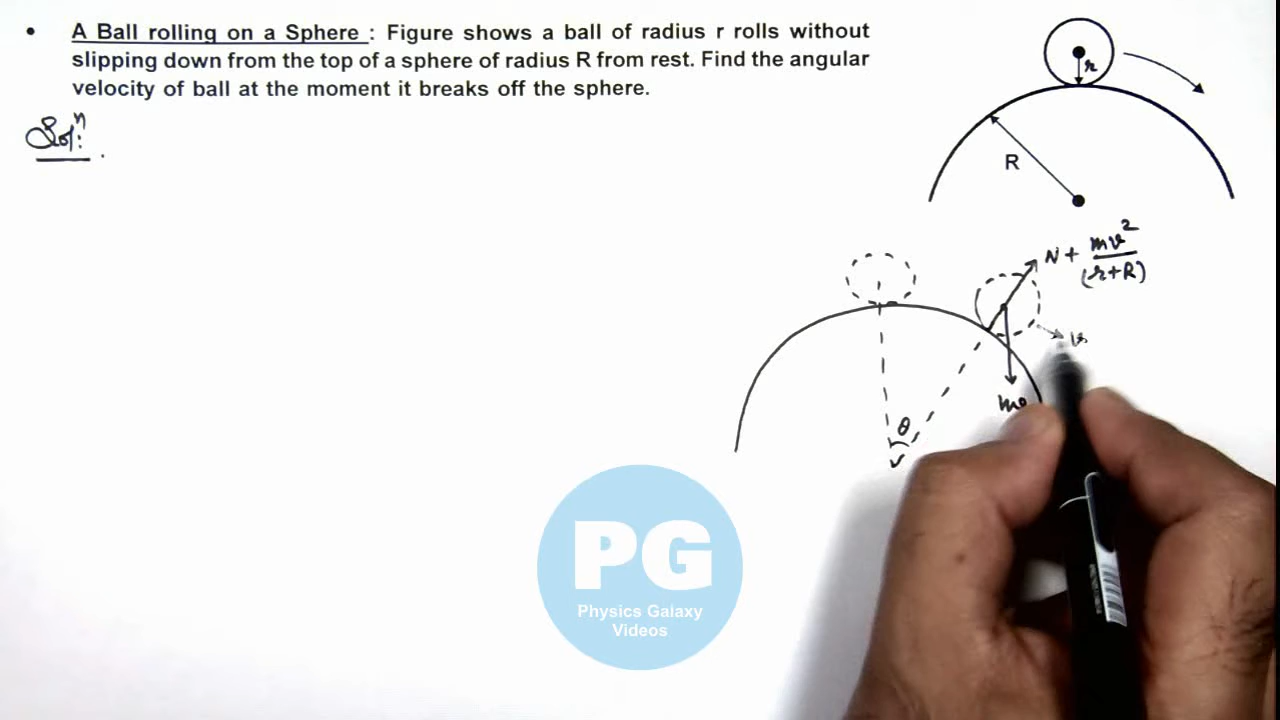 • A Ball rolling on a Sphere : Figure shows a ball of radius r rolls without
slipping down from the top of a sphere of radius R from rest. Find the angular
velocity of ball at the moment it breaks off the sphere.
Solⁿ:
r
R
N + mv²/(r+R)
v
θ
PG
Physics Galaxy
Videos